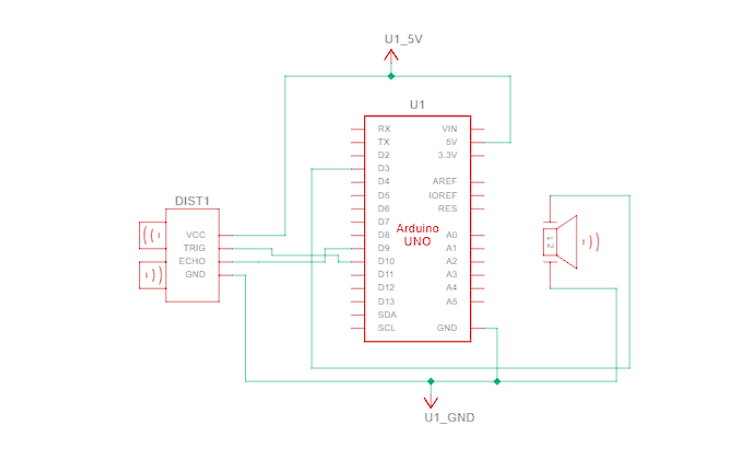 U1_5V
U1
RX
TX
D2
D3
D4
D5
D6
D7
D8
D9
D10
D11
D12
D13
SDA
SCL
Arduino
UNO
VIN
5V
3.3V
AREF
IOREF
RES
A0
A1
A2
A3
A4
A5
GND
DIST1
VCC
TRIG
ECHO
GND
U1_GND